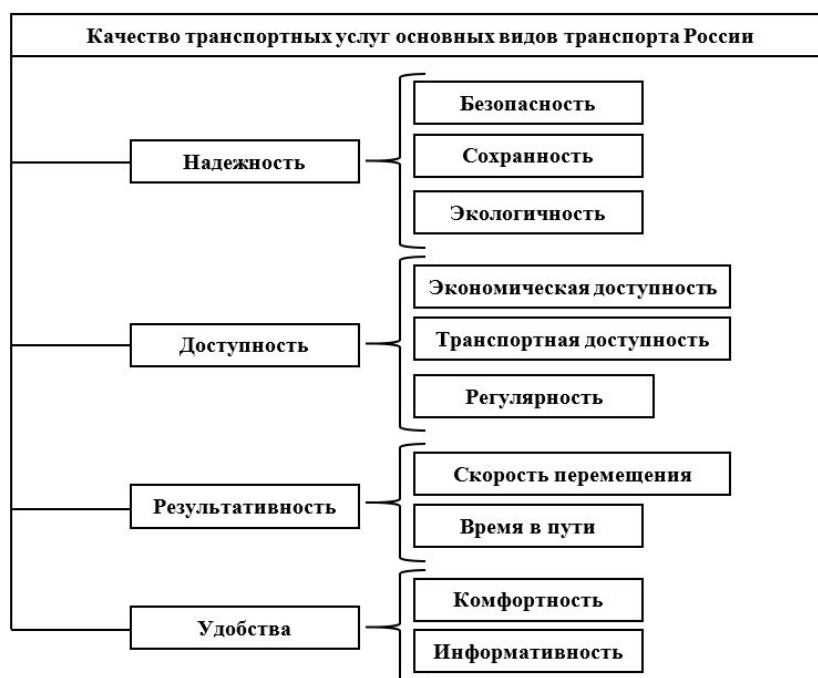 Качество транспортных услуг основных видов транспорта России
Надежность
Безопасность
Сохранность
Экологичность
Доступность
Экономическая доступность
Транспортная доступность
Регулярность
Результативность
Скорость перемещения
Время в пути
Удобства
Комфортность
Информативность